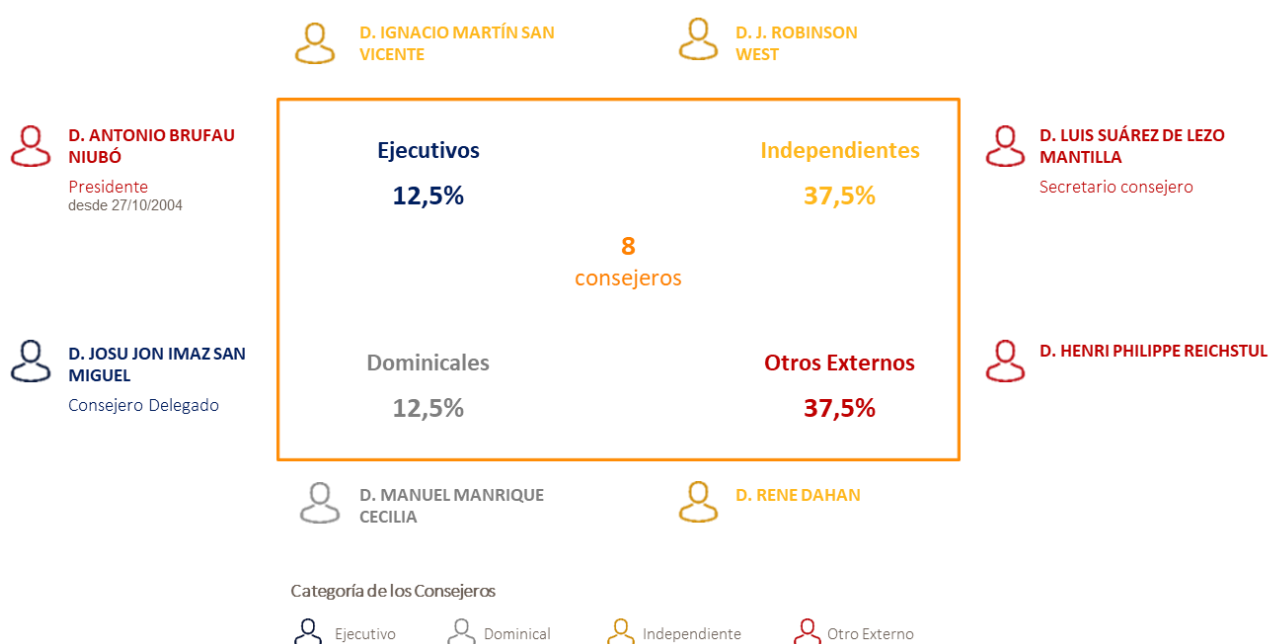 D. IGNACIO MARTÍN SAN
VICENTE
D. J. ROBINSON
WEST
D. ANTONIO BRUFAU
NIUBÓ
Presidente
desde 27/10/2004
Ejecutivos
12,5%
Independientes
37,5%
D. LUIS SUÁREZ DE LEZO
MANTILLA
Secretario consejero
8
consejeros
D. JOSU JON IMAZ SAN
MIGUEL
Consejero Delegado
Dominicales
12,5%
Otros Externos
37,5%
D. HENRI PHILIPPE REICHSTUL
D. MANUEL MANRIQUE
CECILIA
D. RENE DAHAN
Categoría de los Consejeros
Ejecutivo
Dominical
Independiente
Otro Externo